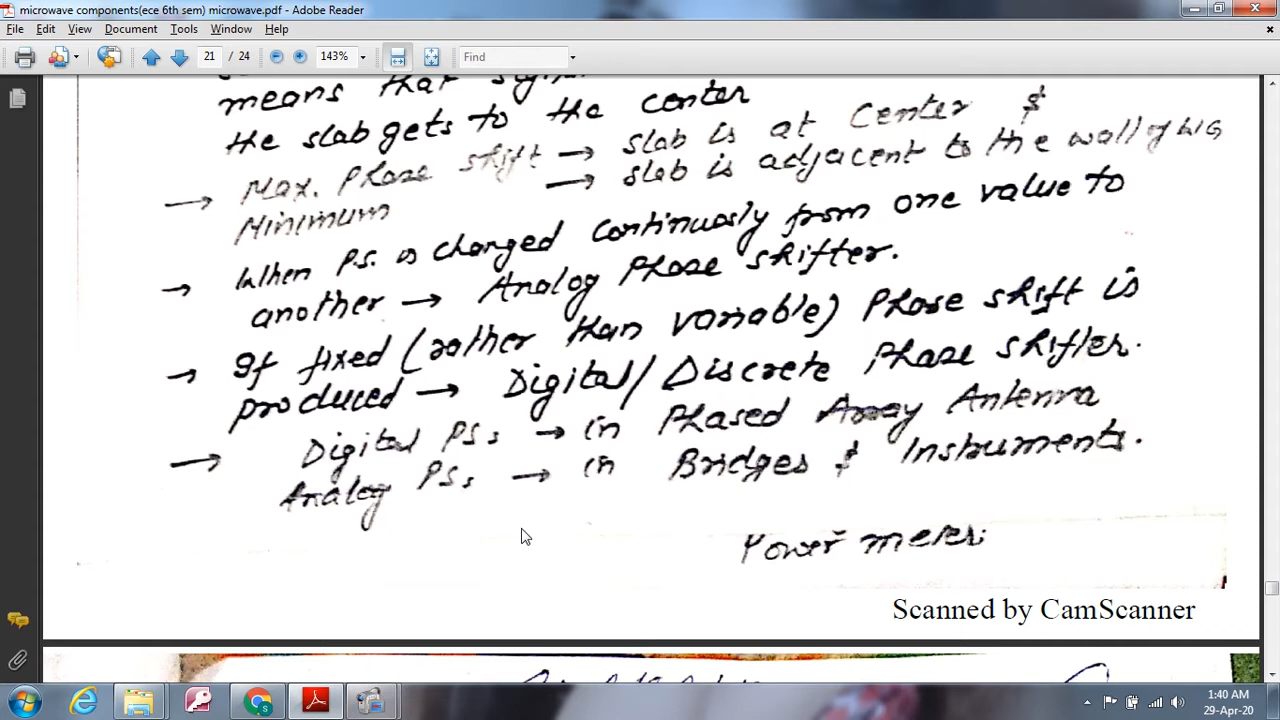 microwave components(ece 6th sem) microwave.pdf - Adobe Reader
File Edit View Document Tools Window Help
21 / 24 143% Find
means that
the slab gets to the center
→ Max. Phase shift → slab is at Center &
Minimum → slab is adjacent to the wall of
→ When P.S. is changed continuously from one value to
another → Analog Phase shifter.
→ If fixed (rather than variable) Phase shift is
produced → Digital/Discrete Phase shifter.
→ Digital PSs → in Phased Array Antenna
Analog PSs → in Bridges & Instruments.
Power meter
Scanned by CamScanner
1:40 AM
29-Apr-20